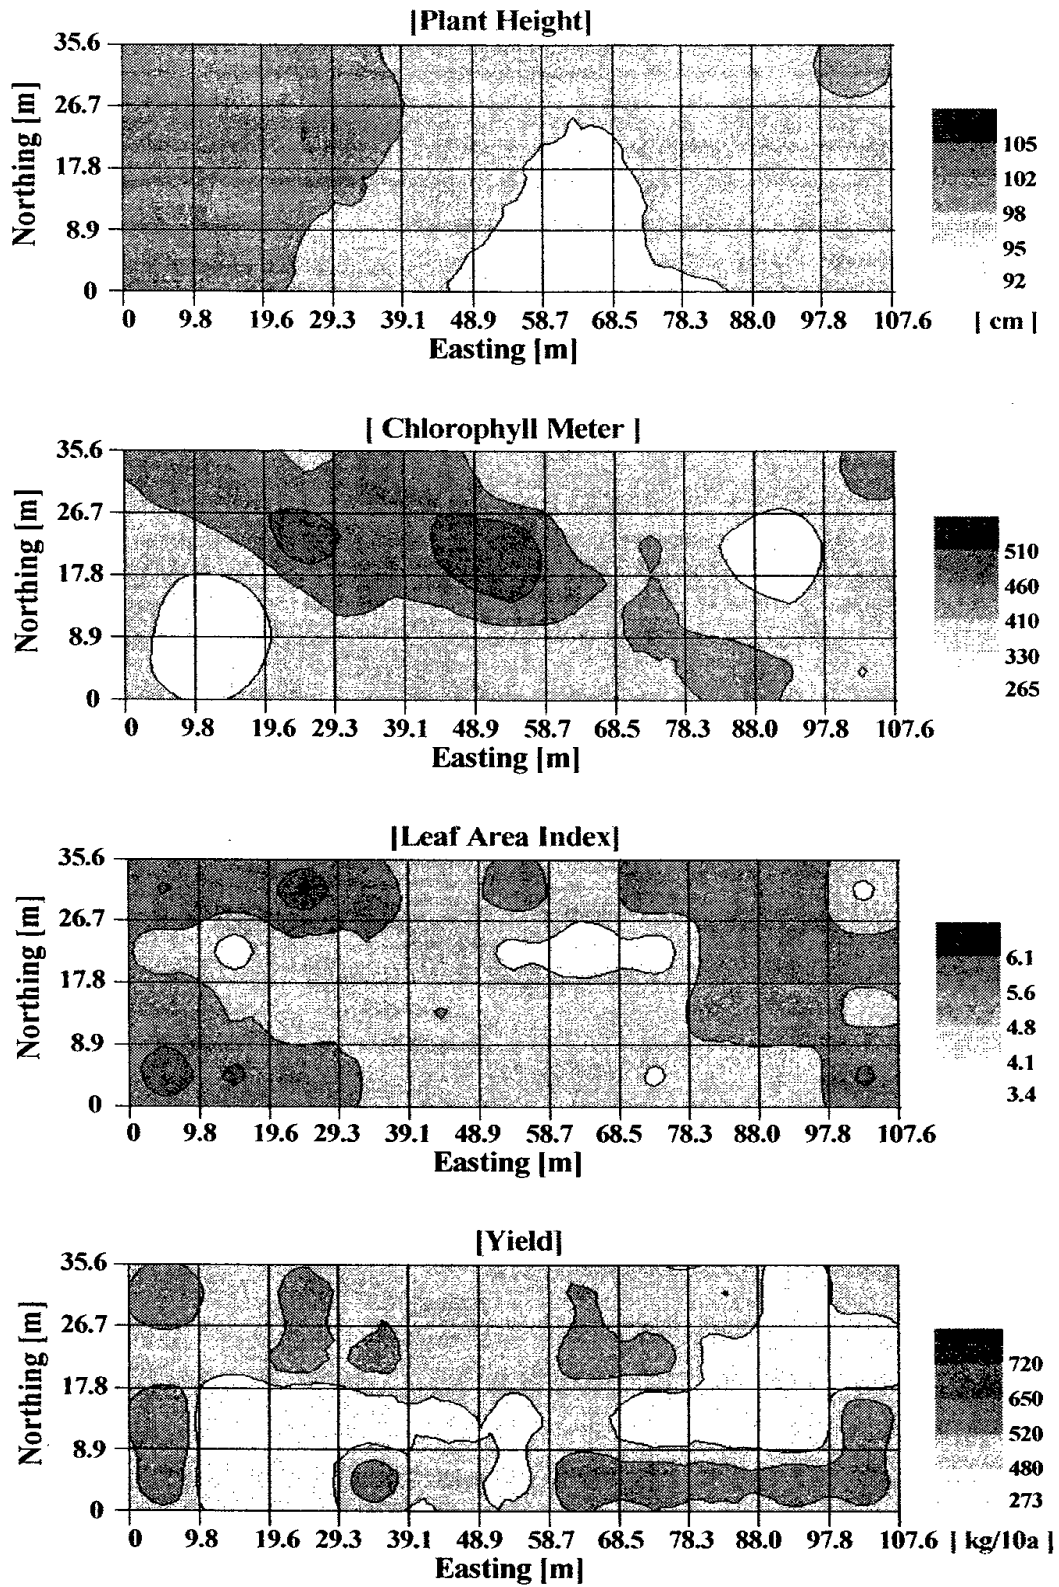 [Plant Height]
35.6
26.7
17.8
8.9
0
Northing [m]
0 9.8 19.6 29.3 39.1 48.9 58.7 68.5 78.3 88.0 97.8 107.6
Easting [m]
105
102
98
95
92
[ cm ]
[ Chlorophyll Meter ]
35.6
26.7
17.8
8.9
0
Northing [m]
0 9.8 19.6 29.3 39.1 48.9 58.7 68.5 78.3 88.0 97.8 107.6
Easting [m]
510
460
410
330
265
[Leaf Area Index]
35.6
26.7
17.8
8.9
0
Northing [m]
0 9.8 19.6 29.3 39.1 48.9 58.7 68.5 78.3 88.0 97.8 107.6
Easting [m]
6.1
5.6
4.8
4.1
3.4
[Yield]
35.6
26.7
17.8
8.9
0
Northing [m]
0 9.8 19.6 29.3 39.1 48.9 58.7 68.5 78.3 88.0 97.8 107.6
Easting [m]
720
650
520
480
273
[ kg/10a ]